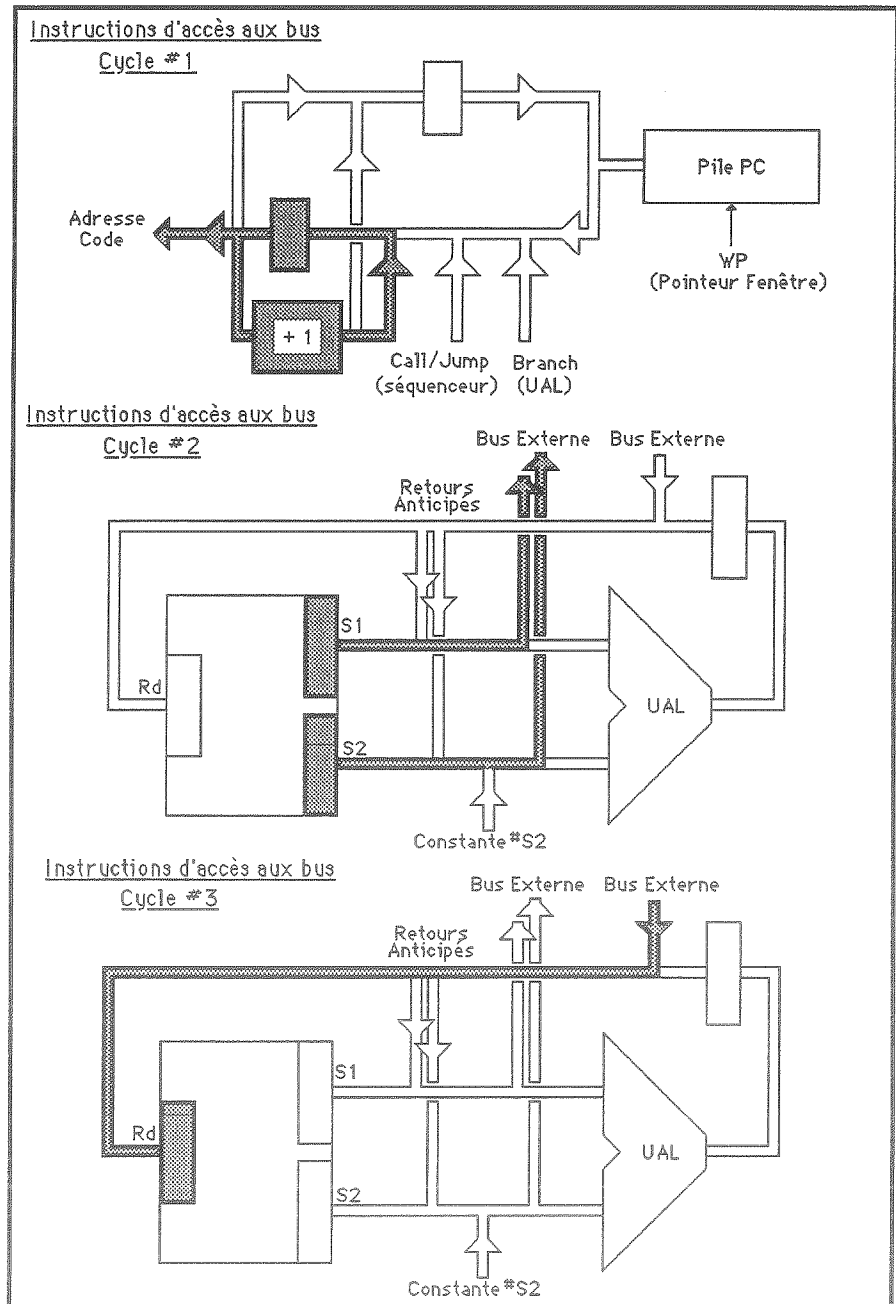 Instructions d'accès aux bus
Cycle #1
Pile PC
Adresse
Code
WP
(Pointeur Fenêtre)
+ 1
Call/Jump
(séquenceur)
Branch
(UAL)
Instructions d'accès aux bus
Cycle #2
Bus Externe
Bus Externe
Retours
Anticipés
S1
Rd
UAL
S2
Constante #S2
Instructions d'accès aux bus
Cycle #3
Bus Externe
Bus Externe
Retours
Anticipés
S1
Rd
UAL
S2
Constante #S2